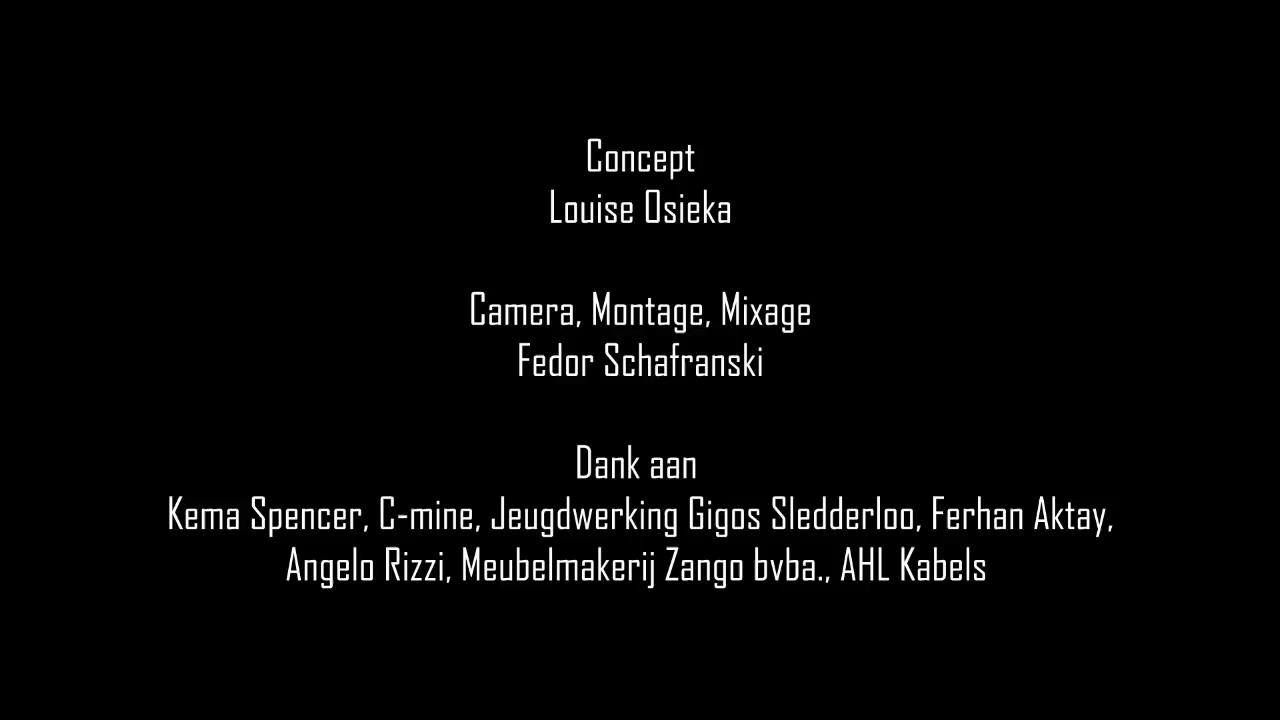 Concept
Louise Osieka
Camera, Montage, Mixage
Fedor Schafranski
Dank aan
Kema Spencer, C-mine, Jeugdwerking Gigos Sledderloo, Ferhan Aktay,
Angelo Rizzi, Meubelmakerij Zango bvba., AHL Kabels